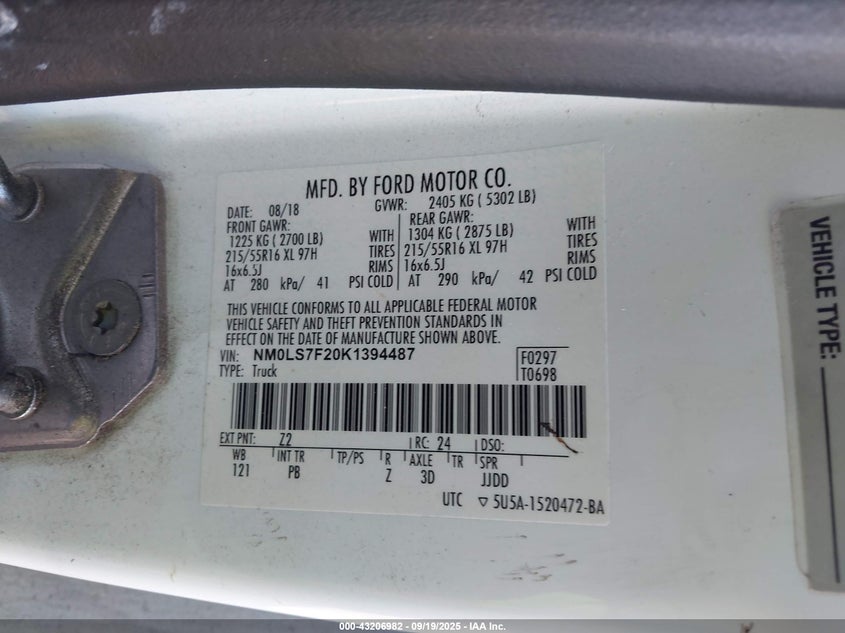 MFD. BY FORD MOTOR CO.
DATE: 08/18 GVWR: 2405 KG ( 5302 LB)
FRONT GAWR: REAR GAWR:
1225 KG ( 2700 LB) WITH 1304 KG ( 2875 LB) WITH
215/55R16 XL 97H TIRES 215/55R16 XL 97H TIRES
16x6.5J RIMS 16x6.5J RIMS
AT 280 kPa/ 41 PSI COLD AT 290 kPa/ 42 PSI COLD
THIS VEHICLE CONFORMS TO ALL APPLICABLE FEDERAL MOTOR
VEHICLE SAFETY AND THEFT PREVENTION STANDARDS IN
EFFECT ON THE DATE OF MANUFACTURE SHOWN ABOVE.
VIN: NM0LS7F20K1394487 F0297
TYPE: Truck T0698
EXT PNT: Z2 RC: 24 DSO:
WB INT TR TP/PS R AXLE TR SPR
121 PB Z 3D JJDD
UTC ▽ 5U5A-1520472-BA
VEHICLE TYPE:
000-43206982 - 09/19/2025 - IAA Inc.